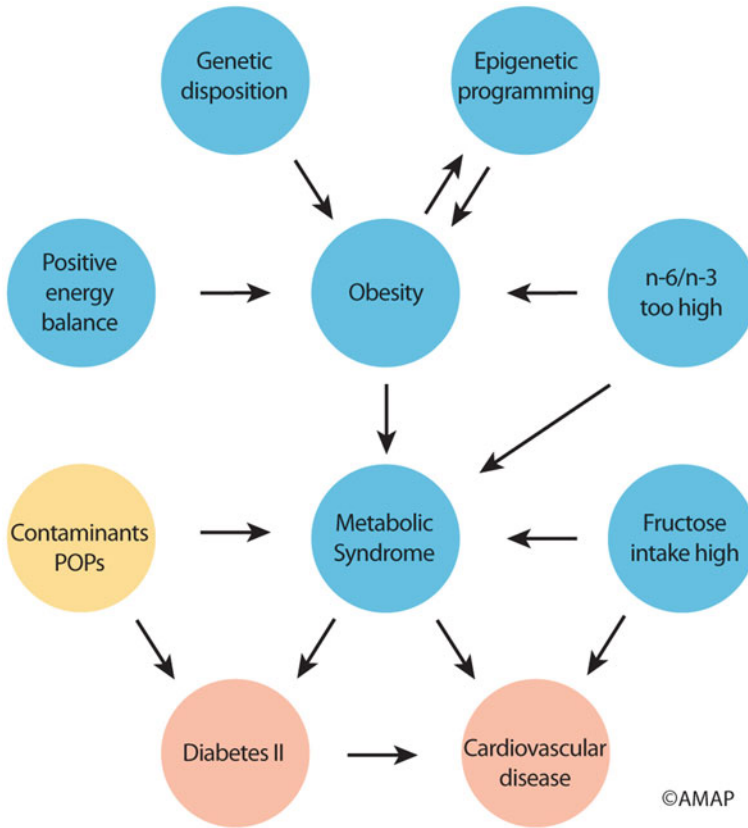 Genetic
disposition
Epigenetic
programming
Positive
energy
balance
Obesity
n-6/n-3
too high
Contaminants
POPs
Metabolic
Syndrome
Fructose
intake high
Diabetes II
Cardiovascular
disease
©AMAP